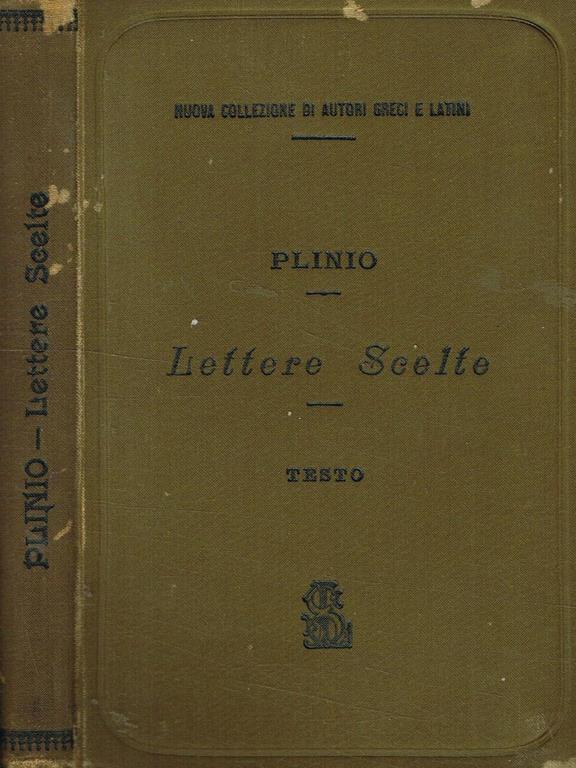 PLINIO — Lettere Scelte
NUOVA COLLEZIONE DI AUTORI GRECI E LATINI
PLINIO
Lettere Scelte
TESTO